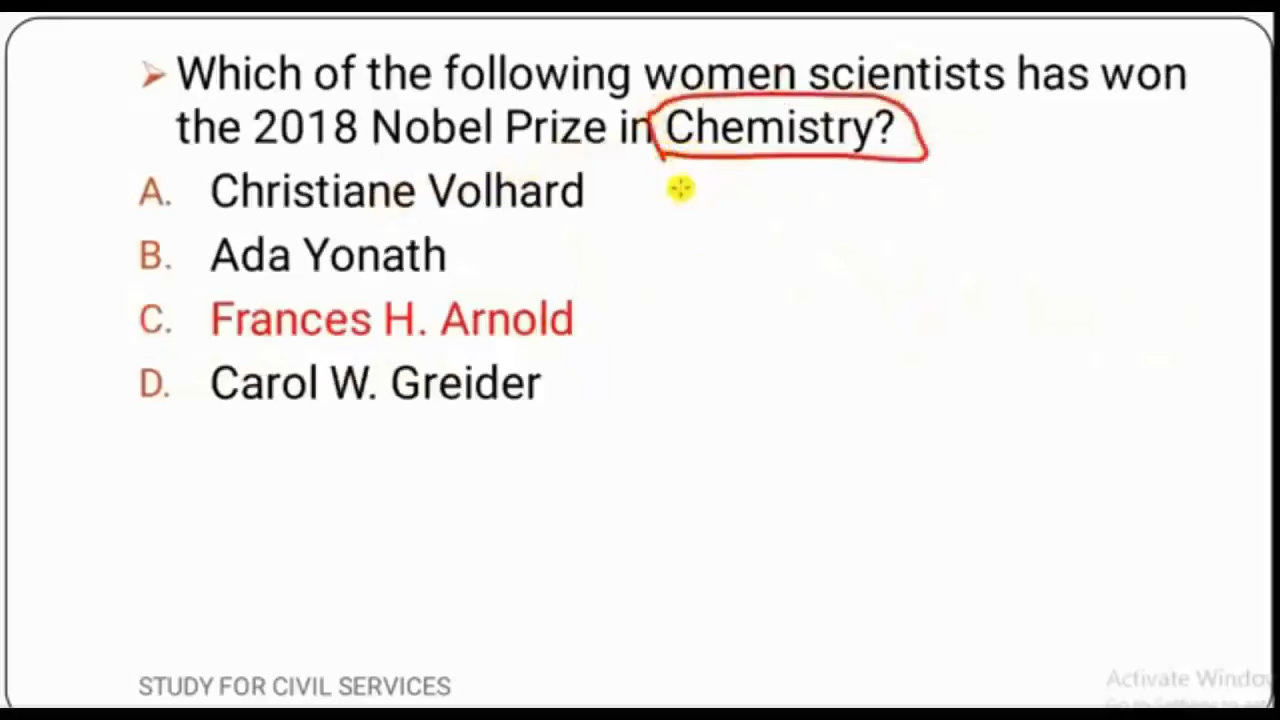 Which of the following women scientists has won
the 2018 Nobel Prize in Chemistry?
A. Christiane Volhard
B. Ada Yonath
C. Frances H. Arnold
D. Carol W. Greider
STUDY FOR CIVIL SERVICES
Activate Window